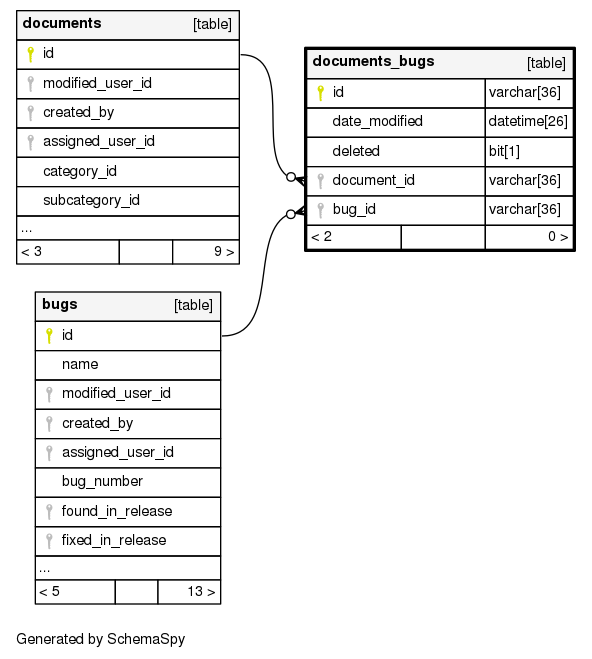 documents [table]
id
modified_user_id
created_by
assigned_user_id
category_id
subcategory_id
...
< 3 9 >
documents_bugs [table]
id varchar[36]
date_modified datetime[26]
deleted bit[1]
document_id varchar[36]
bug_id varchar[36]
< 2 0 >
bugs [table]
id
name
modified_user_id
created_by
assigned_user_id
bug_number
found_in_release
fixed_in_release
...
< 5 13 >
Generated by SchemaSpy